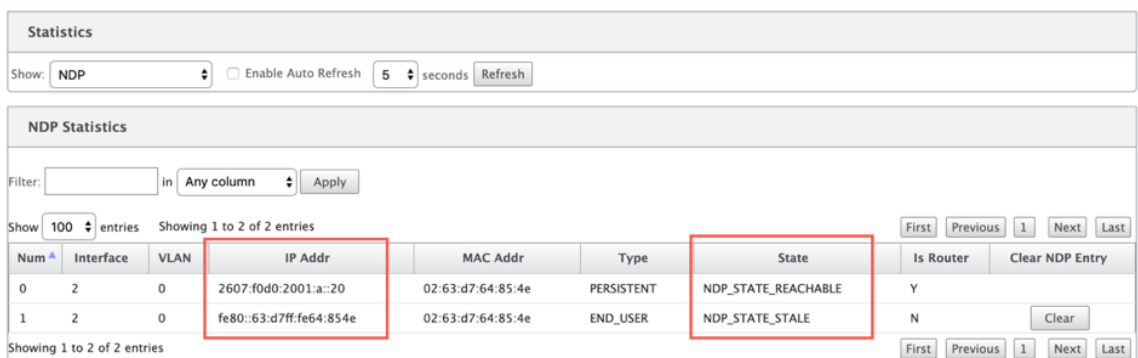 Statistics
Show: NDP Enable Auto Refresh 5 seconds Refresh
NDP Statistics
Filter: in Any column Apply
Show 100 entries Showing 1 to 2 of 2 entries First Previous 1 Next Last
Num Interface VLAN IP Addr MAC Addr Type State Is Router Clear NDP Entry
0 2 0 2607:f0d0:2001:a::20 02:63:d7:64:85:4e PERSISTENT NDP_STATE_REACHABLE Y
1 2 0 fe80::63:d7ff:fe64:854e 02:63:d7:64:85:4e END_USER NDP_STATE_STALE N Clear
Showing 1 to 2 of 2 entries First Previous 1 Next Last